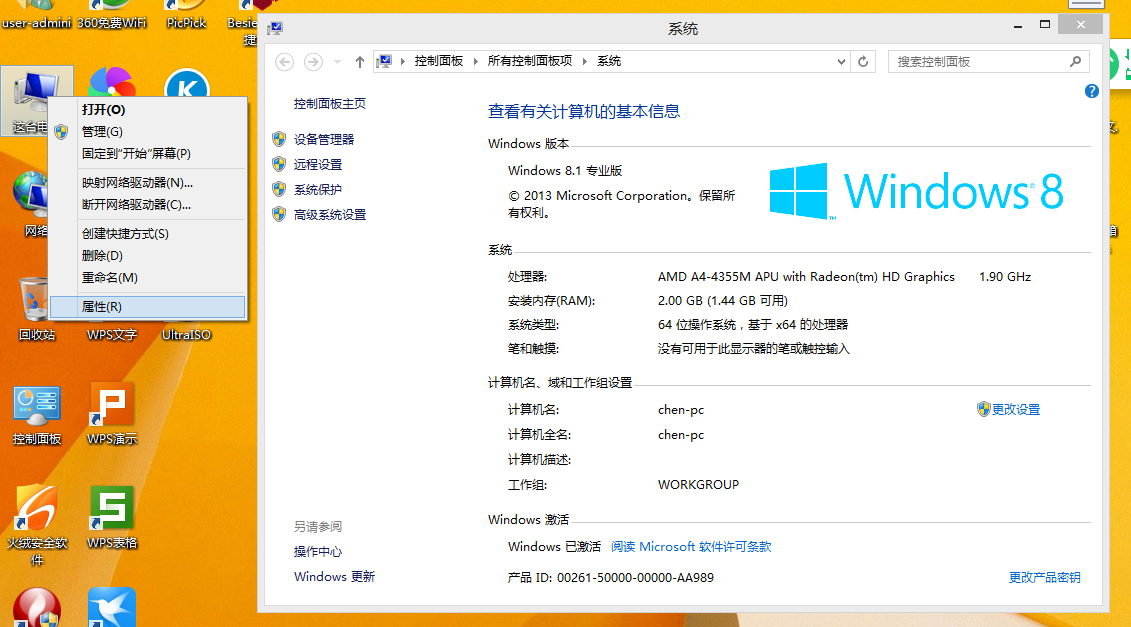 user-admini
360免费WiFi
PicPick
Besie
捷
这台电
网络
回收站
WPS文字
UltraISO
控制面板
WPS演示
火绒安全软
件
WPS表格
打开(O)
管理(G)
固定到"开始"屏幕(P)
映射网络驱动器(N)...
断开网络驱动器(C)...
创建快捷方式(S)
删除(D)
重命名(M)
属性(R)
系统
控制面板
所有控制面板项
系统
搜索控制面板
控制面板主页
设备管理器
远程设置
系统保护
高级系统设置
另请参阅
操作中心
Windows 更新
查看有关计算机的基本信息
Windows 版本
Windows 8.1 专业版
© 2013 Microsoft Corporation。保留所
有权利。
Windows 8
系统
处理器: AMD A4-4355M APU with Radeon(tm) HD Graphics 1.90 GHz
安装内存(RAM): 2.00 GB (1.44 GB 可用)
系统类型: 64 位操作系统，基于 x64 的处理器
笔和触摸: 没有可用于此显示器的笔或触控输入
计算机名、域和工作组设置
计算机名: chen-pc
更改设置
计算机全名: chen-pc
计算机描述:
工作组: WORKGROUP
Windows 激活
Windows 已激活 阅读 Microsoft 软件许可条款
产品 ID: 00261-50000-00000-AA989
更改产品密钥